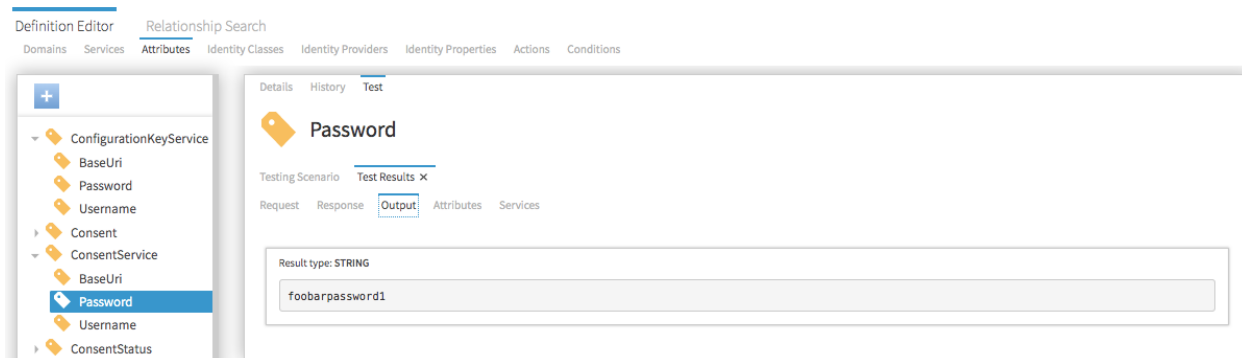 Definition Editor Relationship Search
Domains Services Attributes Identity Classes Identity Providers Identity Properties Actions Conditions
+
ConfigurationKeyService
BaseUri
Password
Username
Consent
ConsentService
BaseUri
Password
Username
ConsentStatus
Details History Test
Password
Testing Scenario Test Results ×
Request Response Output Attributes Services
Result type: STRING
foobarpassword1